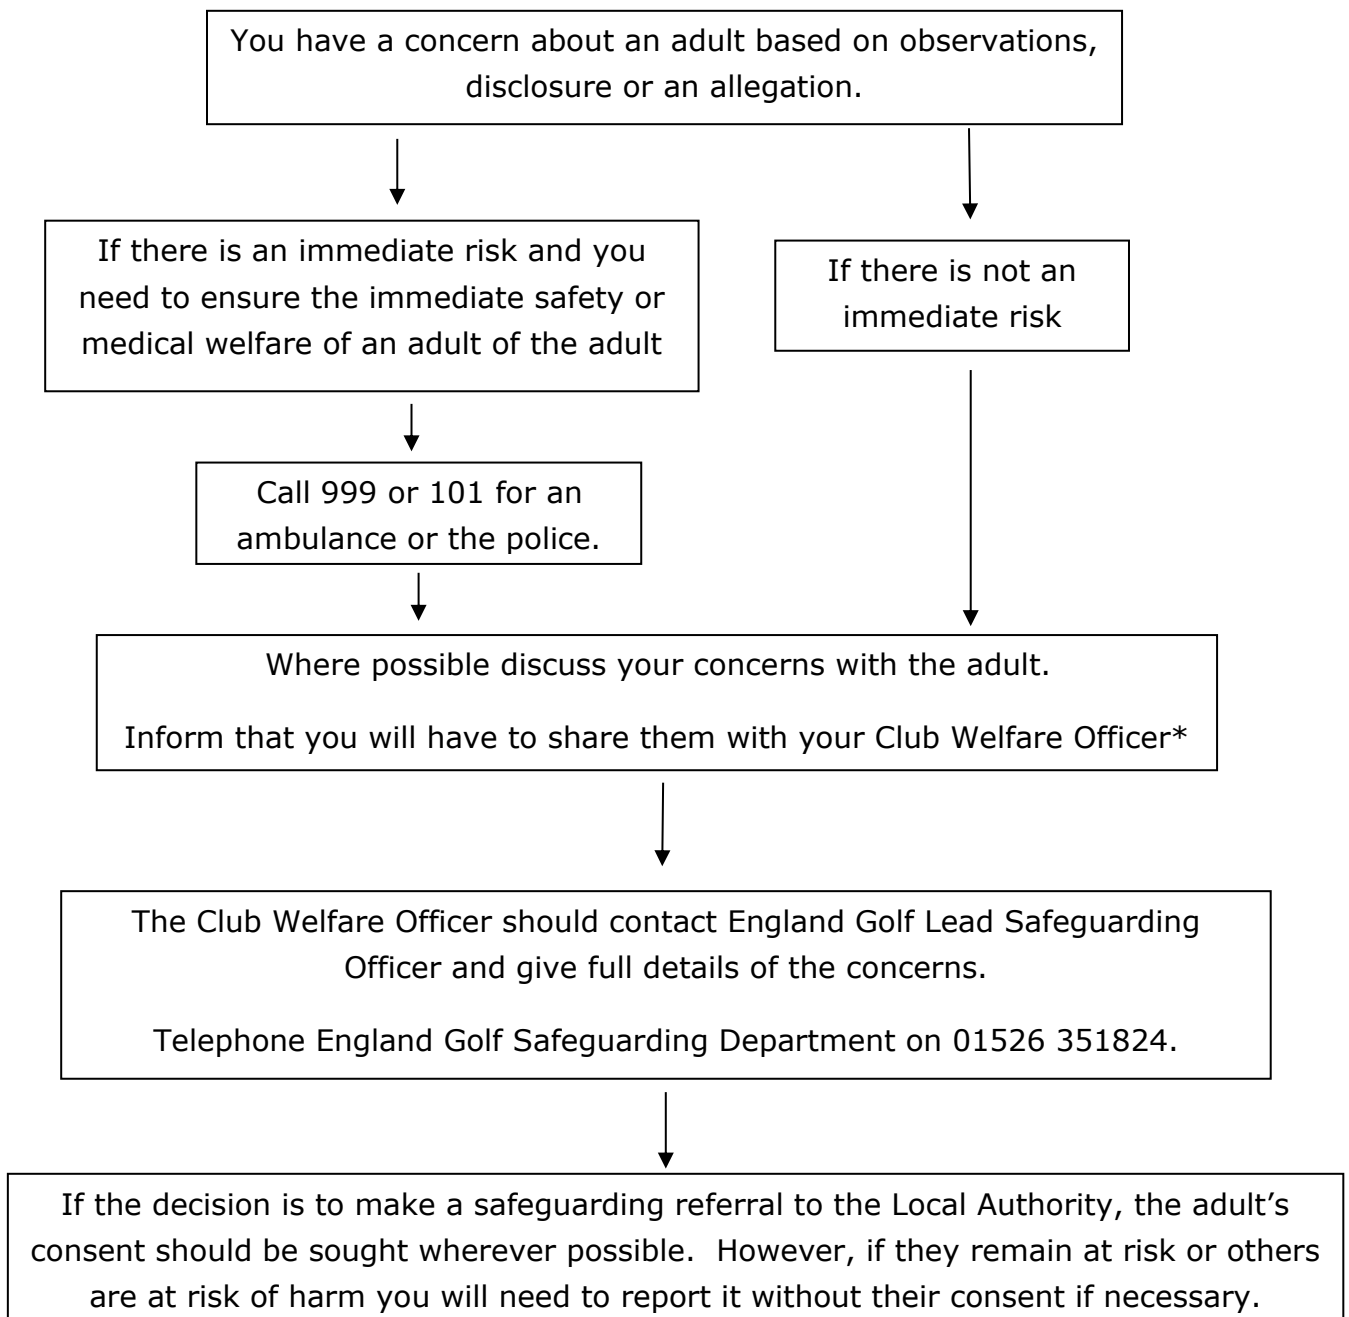 You have a concern about an adult based on observations,
disclosure or an allegation.
If there is an immediate risk and you
need to ensure the immediate safety or
medical welfare of an adult of the adult
If there is not an
immediate risk
Call 999 or 101 for an
ambulance or the police.
Where possible discuss your concerns with the adult.
Inform that you will have to share them with your Club Welfare Officer*
The Club Welfare Officer should contact England Golf Lead Safeguarding
Officer and give full details of the concerns.
Telephone England Golf Safeguarding Department on 01526 351824.
If the decision is to make a safeguarding referral to the Local Authority, the adult’s
consent should be sought wherever possible.  However, if they remain at risk or others
are at risk of harm you will need to report it without their consent if necessary.